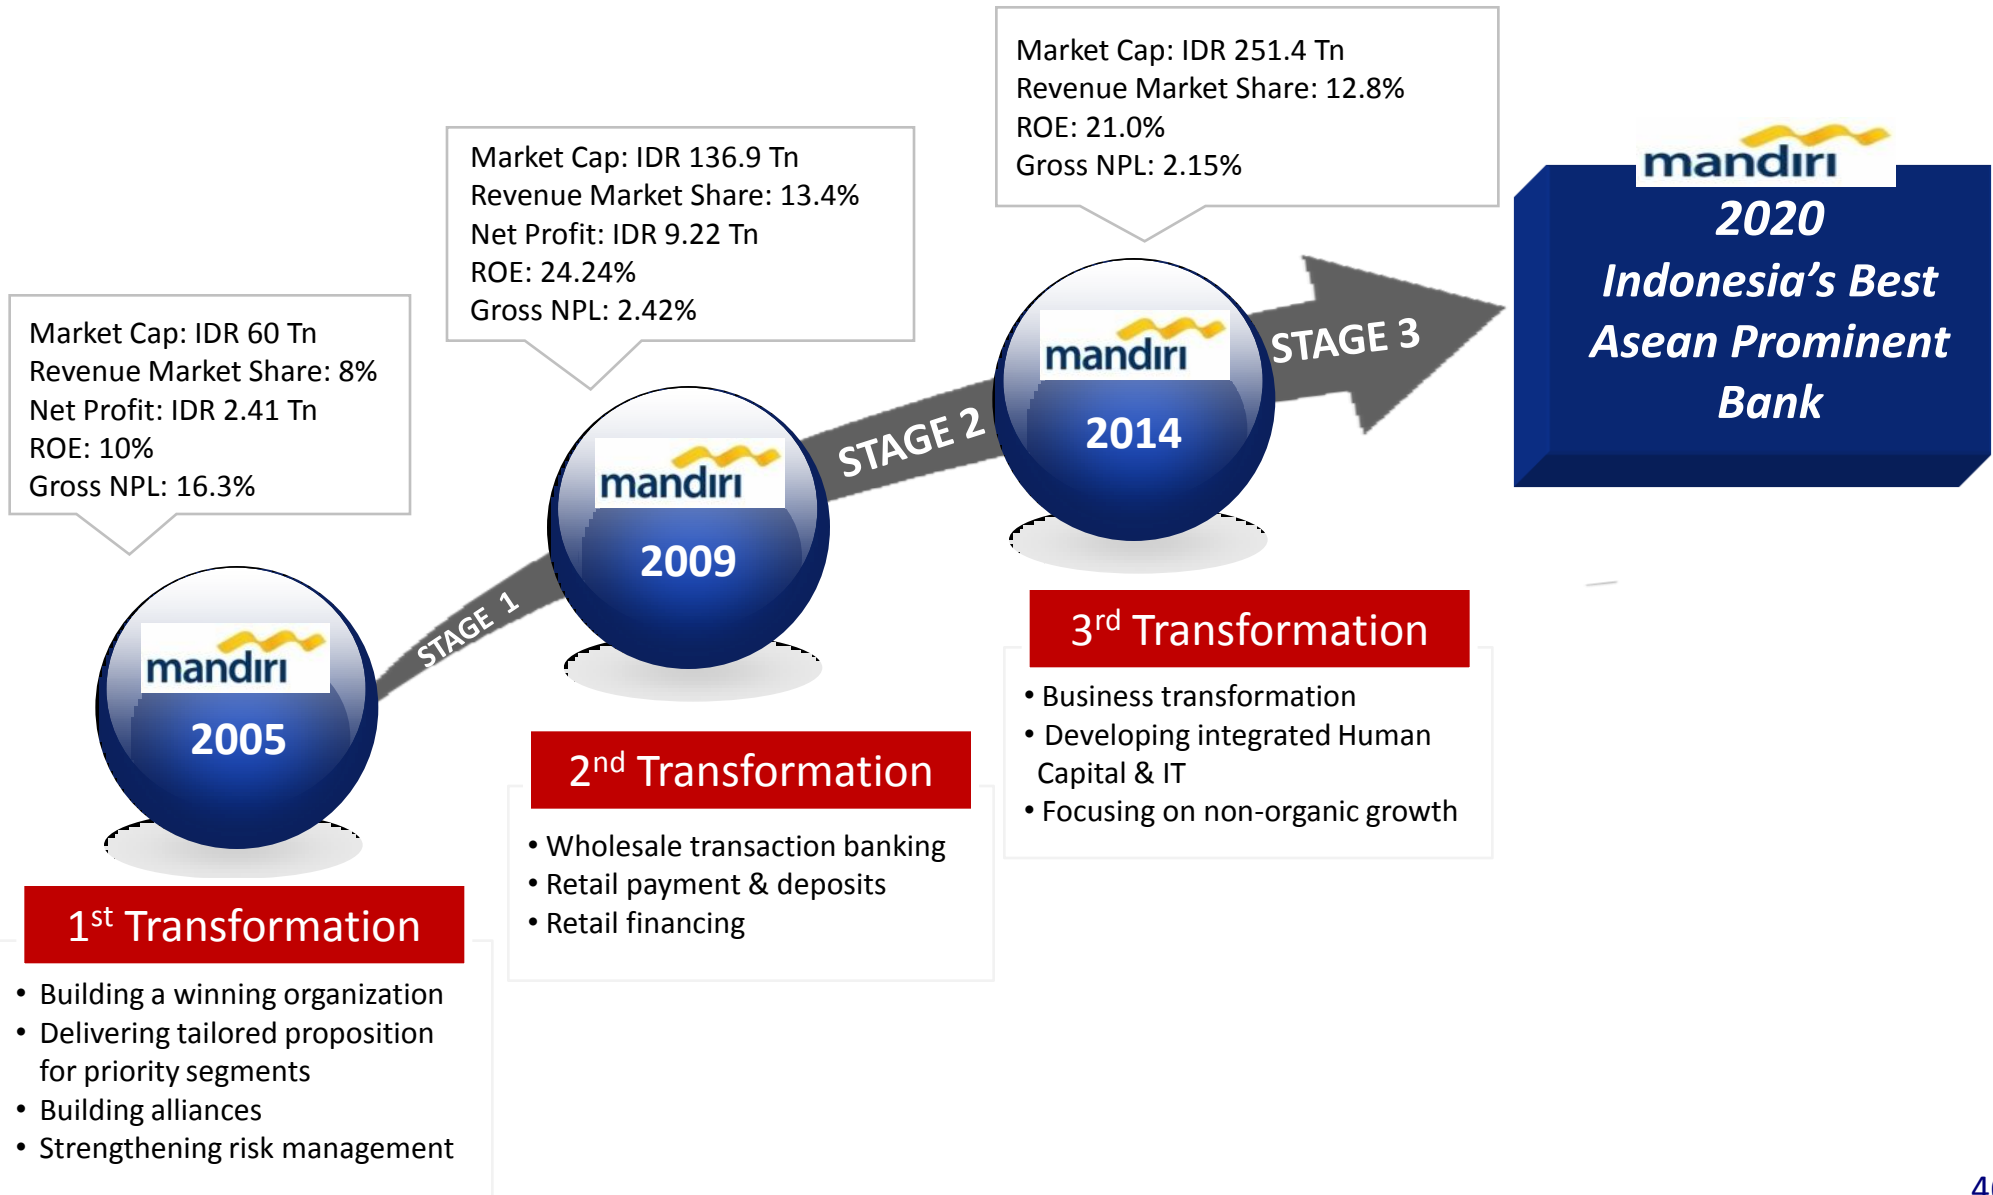 Market Cap: IDR 60 Tn
Revenue Market Share: 8%
Net Profit: IDR 2.41 Tn
ROE: 10%
Gross NPL: 16.3%
mandırı
2005
STAGE 1
1st Transformation
• Building a winning organization
• Delivering tailored proposition
for priority segments
• Building alliances
• Strengthening risk management
Market Cap: IDR 136.9 Tn
Revenue Market Share: 13.4%
Net Profit: IDR 9.22 Tn
ROE: 24.24%
Gross NPL: 2.42%
mandırı
2009
STAGE 2
2nd Transformation
• Wholesale transaction banking
• Retail payment & deposits
• Retail financing
Market Cap: IDR 251.4 Tn
Revenue Market Share: 12.8%
ROE: 21.0%
Gross NPL: 2.15%
mandırı
2014
STAGE 3
3rd Transformation
• Business transformation
• Developing integrated Human
Capital & IT
• Focusing on non-organic growth
mandırı
2020
Indonesia’s Best
Asean Prominent
Bank